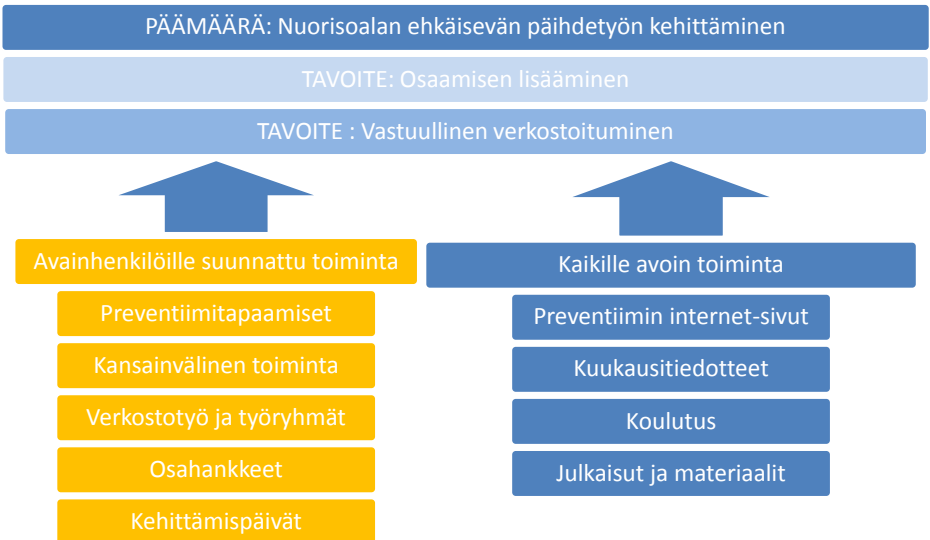 PÄÄMÄÄRÄ: Nuorisoalan ehkäisevän päihdetyön kehittäminen
TAVOITE: Osaamisen lisääminen
TAVOITE : Vastuullinen verkostoituminen
Avainhenkilöille suunnattu toiminta
Preventiimitapaamiset
Kansainvälinen toiminta
Verkostotyö ja työryhmät
Osahankkeet
Kehittämispäivät
Kaikille avoin toiminta
Preventiimin internet-sivut
Kuukausitiedotteet
Koulutus
Julkaisut ja materiaalit